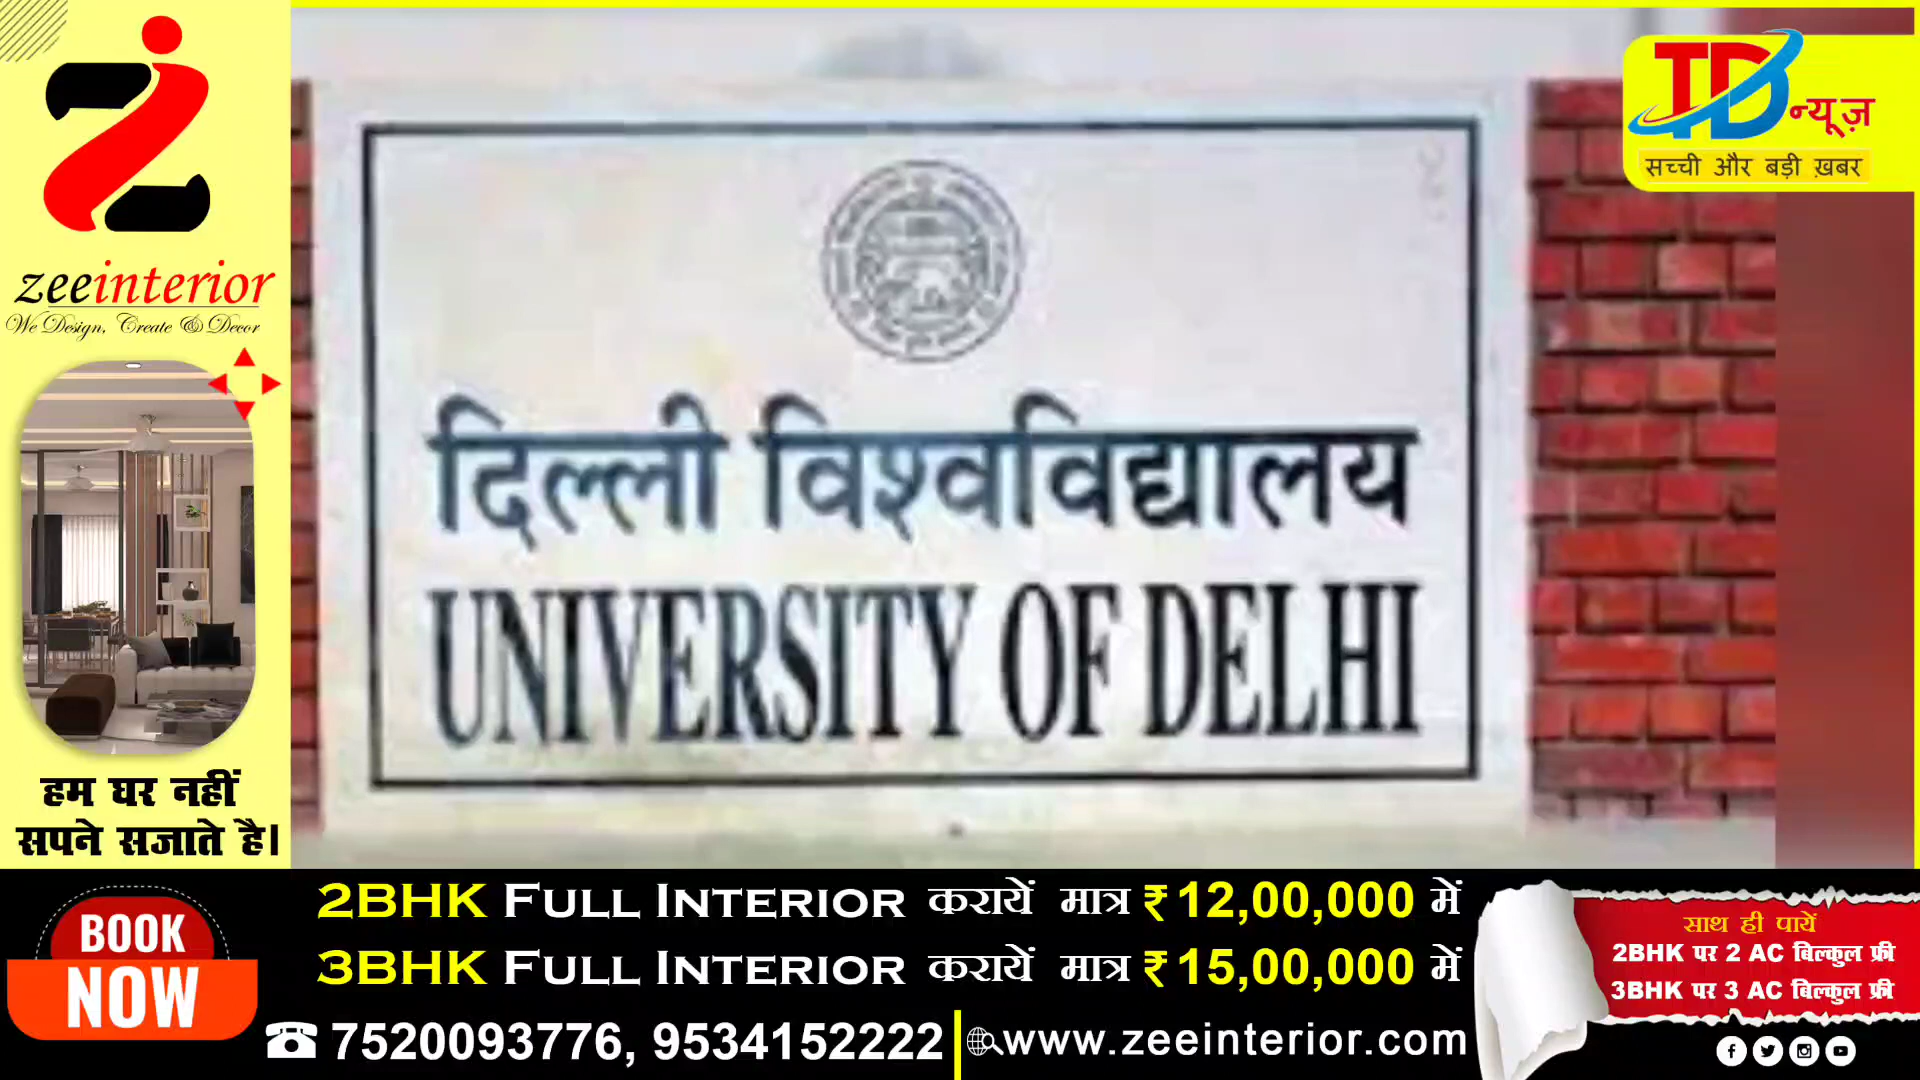 zeeinterior
We Design, Create & Decor
हम घर नहीं
सपने सजाते है।
दिल्ली विश्वविद्यालय
UNIVERSITY OF DELHI
TD न्यूज़
सच्ची और बड़ी ख़बर
BOOK
NOW
2BHK FULL INTERIOR करायें मात्र ₹ 12,00,000 में
3BHK FULL INTERIOR करायें मात्र ₹ 15,00,000 में
7520093776, 9534152222
www.zeeinterior.com
साथ ही पायें
2BHK पर 2 AC बिल्कुल फ्री
3BHK पर 3 AC बिल्कुल फ्री